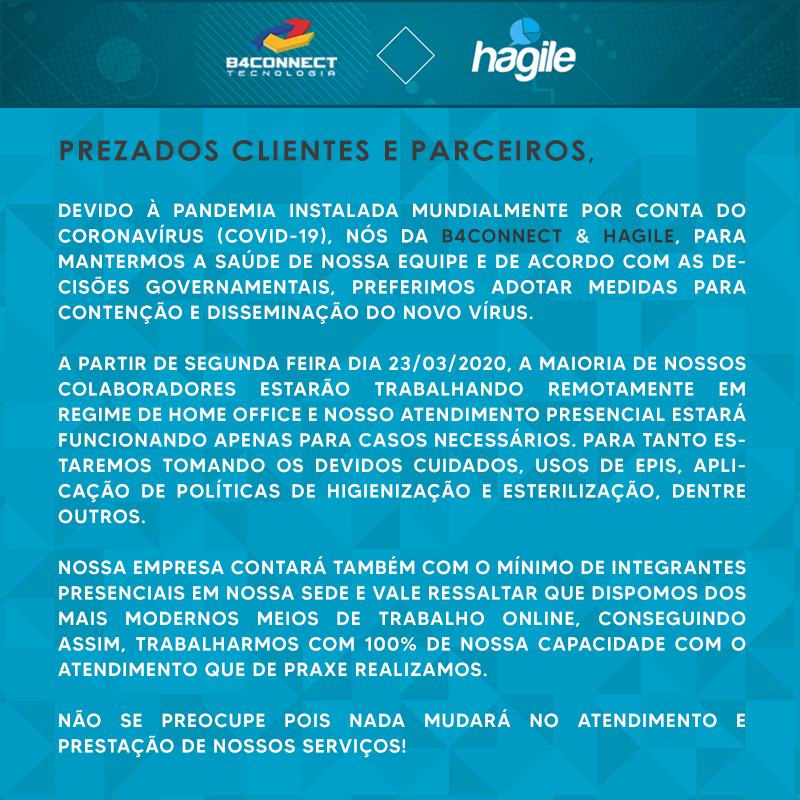 B4CONNECT
TECNOLOGIA
hagile
PREZADOS CLIENTES E PARCEIROS,
DEVIDO À PANDEMIA INSTALADA MUNDIALMENTE POR CONTA DO
CORONAVÍRUS (COVID-19), NÓS DA B4CONNECT & HAGILE, PARA
MANTERMOS A SAÚDE DE NOSSA EQUIPE E DE ACORDO COM AS DE-
CISÕES GOVERNAMENTAIS, PREFERIMOS ADOTAR MEDIDAS PARA
CONTENÇÃO E DISSEMINAÇÃO DO NOVO VÍRUS.
A PARTIR DE SEGUNDA FEIRA DIA 23/03/2020, A MAIORIA DE NOSSOS
COLABORADORES ESTARÃO TRABALHANDO REMOTAMENTE EM
REGIME DE HOME OFFICE E NOSSO ATENDIMENTO PRESENCIAL ESTARÁ
FUNCIONANDO APENAS PARA CASOS NECESSÁRIOS. PARA TANTO ES-
TAREMOS TOMANDO OS DEVIDOS CUIDADOS, USOS DE EPIS, APLI-
CAÇÃO DE POLÍTICAS DE HIGIENIZAÇÃO E ESTERILIZAÇÃO, DENTRE
OUTROS.
NOSSA EMPRESA CONTARÁ TAMBÉM COM O MÍNIMO DE INTEGRANTES
PRESENCIAIS EM NOSSA SEDE E VALE RESSALTAR QUE DISPOMOS DOS
MAIS MODERNOS MEIOS DE TRABALHO ONLINE, CONSEGUINDO
ASSIM, TRABALHARMOS COM 100% DE NOSSA CAPACIDADE COM O
ATENDIMENTO QUE DE PRAXE REALIZAMOS.
NÃO SE PREOCUPE POIS NADA MUDARÁ NO ATENDIMENTO E
PRESTAÇÃO DE NOSSOS SERVIÇOS!